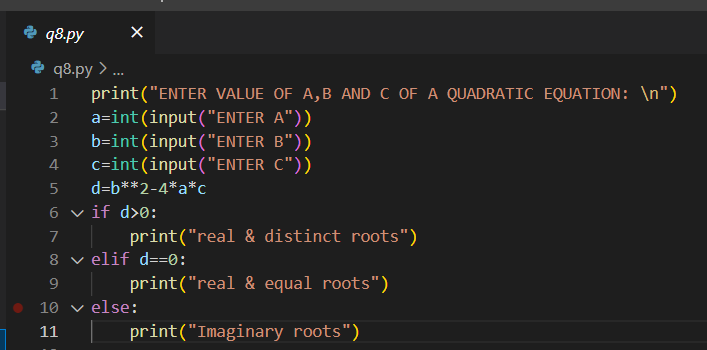 q8.py ×
q8.py > ...
1 print("ENTER VALUE OF A,B AND C OF A QUADRATIC EQUATION: \n")
2 a=int(input("ENTER A"))
3 b=int(input("ENTER B"))
4 c=int(input("ENTER C"))
5 d=b**2-4*a*c
6 if d>0:
7     print("real & distinct roots")
8 elif d==0:
9     print("real & equal roots")
10 else:
11     print("Imaginary roots")